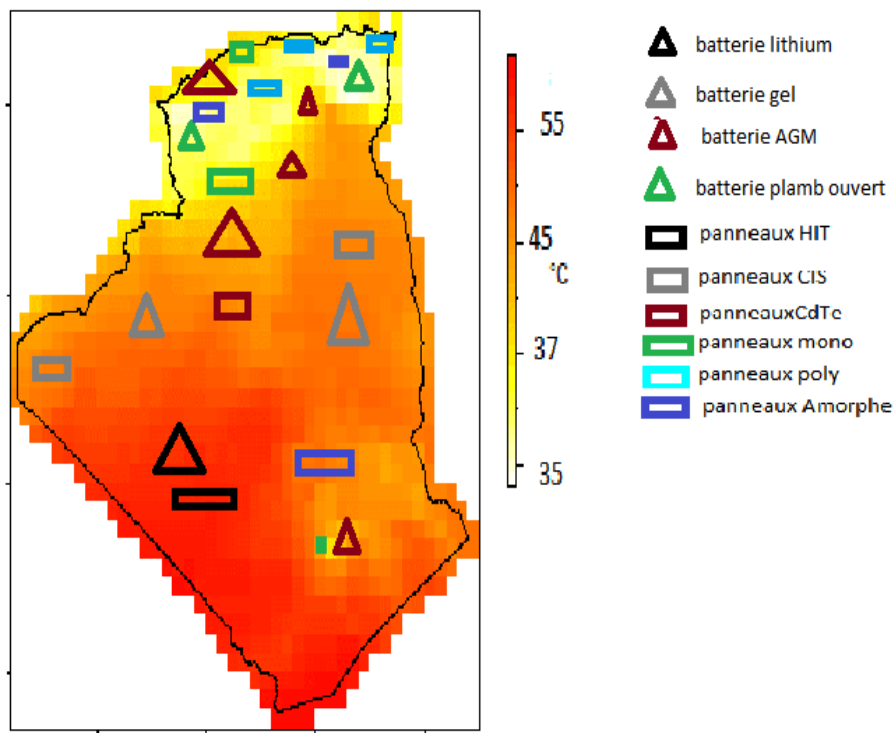 batterie lithium
batterie gel
batterie AGM
batterie plamb ouvert
panneaux HIT
panneaux CIS
panneauxCdTe
panneaux mono
panneaux poly
panneaux Amorphe
55
45
°C
37
35